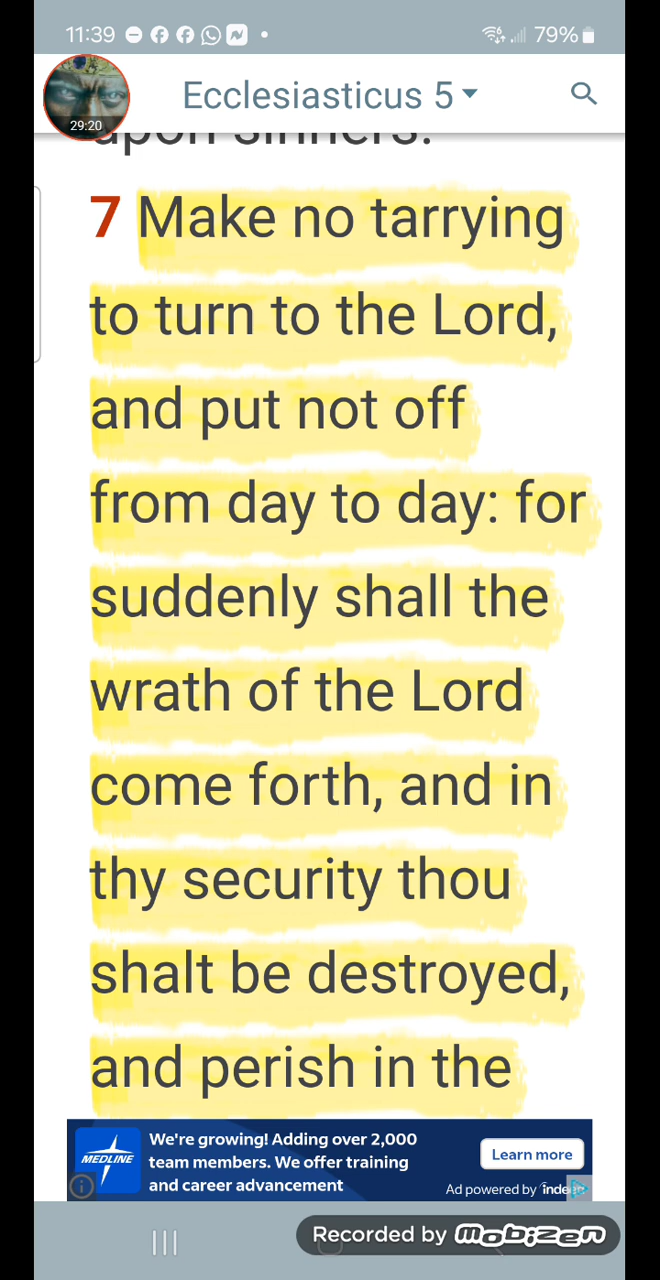 11:39 79%
Ecclesiasticus 5
29:20
upon sinners.
7 Make no tarrying
to turn to the Lord,
and put not off
from day to day: for
suddenly shall the
wrath of the Lord
come forth, and in
thy security thou
shalt be destroyed,
and perish in the
MEDLINE
We're growing! Adding over 2,000
team members. We offer training
and career advancement
Learn more
Ad powered by indeed
Recorded by mobizen